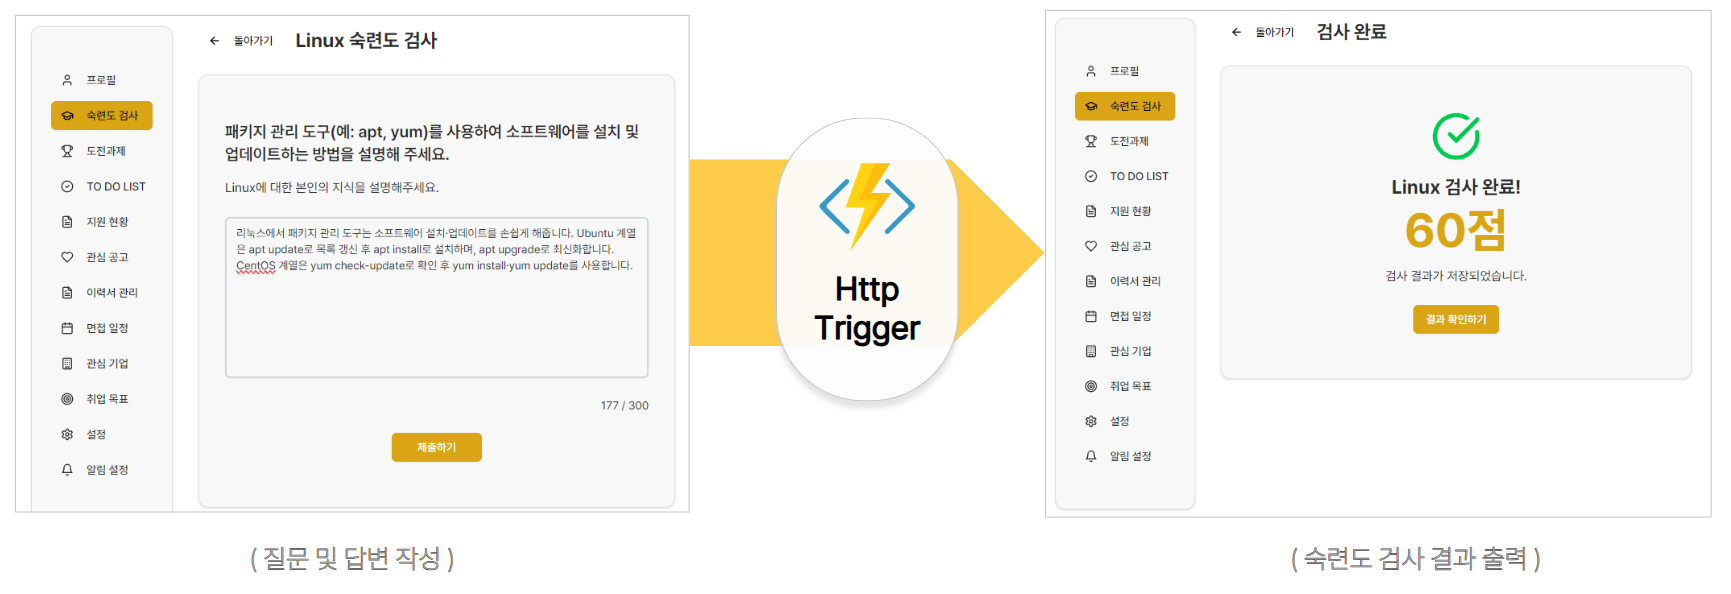 돌아가기 Linux 숙련도 검사
프로필
숙련도 검사
도전과제
TO DO LIST
지원 현황
관심 공고
이력서 관리
면접 일정
관심 기업
취업 목표
설정
알림 설정
패키지 관리 도구(예: apt, yum)를 사용하여 소프트웨어를 설치 및
업데이트하는 방법을 설명해 주세요.
Linux에 대한 본인의 지식을 설명해주세요.
리눅스에서 패키지 관리 도구는 소프트웨어 설치·업데이트를 손쉽게 해줍니다. Ubuntu 계열
은 apt update로 목록 갱신 후 apt install로 설치하며, apt upgrade로 최신화합니다.
CentOS 계열은 yum check-update로 확인 후 yum install·yum update를 사용합니다.
177 / 300
제출하기
( 질문 및 답변 작성 )
Http
Trigger
돌아가기 검사 완료
프로필
숙련도 검사
도전과제
TO DO LIST
지원 현황
관심 공고
이력서 관리
면접 일정
관심 기업
취업 목표
설정
알림 설정
Linux 검사 완료!
60점
검사 결과가 저장되었습니다.
결과 확인하기
( 숙련도 검사 결과 출력 )